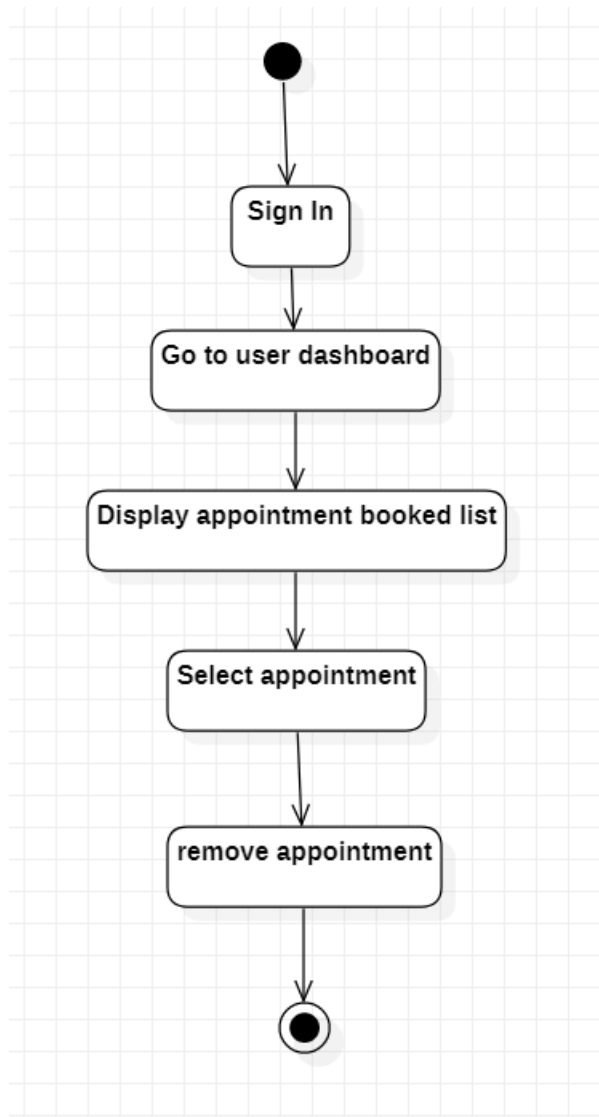 Sign In
Go to user dashboard
Display appointment booked list
Select appointment
remove appointment